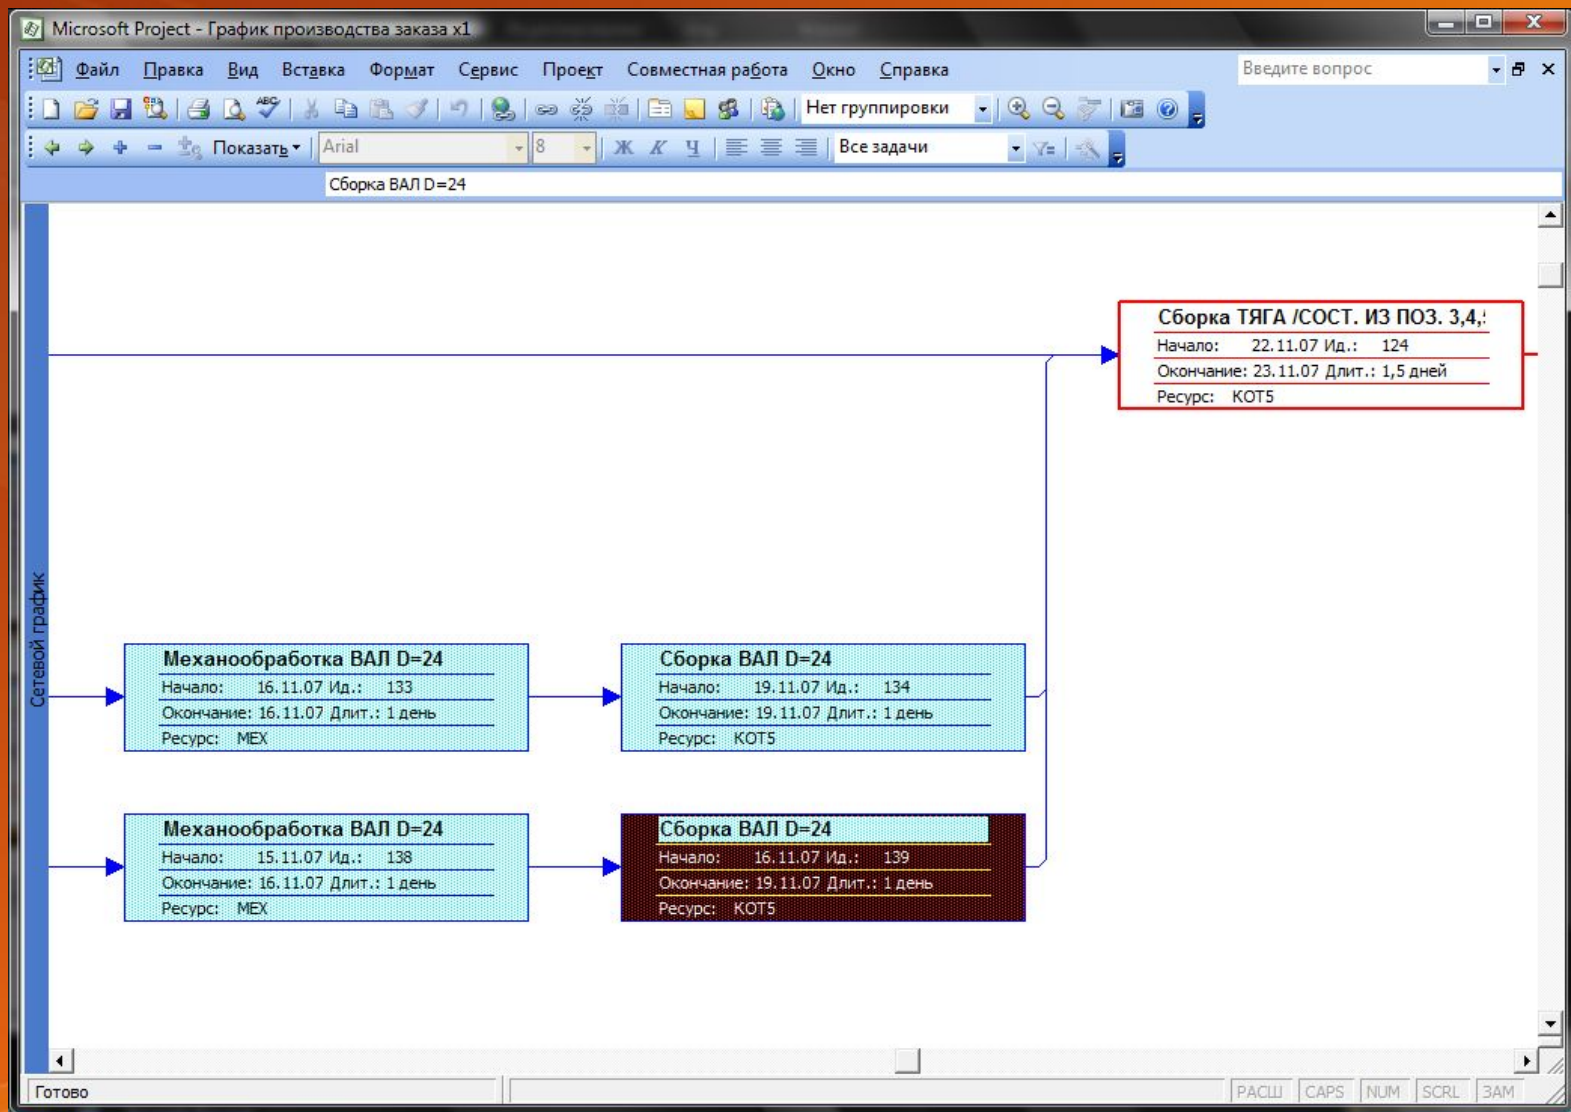 Microsoft Project - График производства заказа x1
Файл Правка Вид Вставка Формат Сервис Проект Совместная работа Окно Справка Введите вопрос
ABC Нет группировки
Показать Arial 8 Ж К Ч Все задачи
Сборка ВАЛ D=24
Сборка ТЯГА /СОСТ. ИЗ ПОЗ. 3,4,
Начало: 22.11.07 Ид.: 124
Окончание: 23.11.07 Длит.: 1,5 дней
Ресурс: КОТ5
Сетевой график
Механообработка ВАЛ D=24
Начало: 16.11.07 Ид.: 133
Окончание: 16.11.07 Длит.: 1 день
Ресурс: МЕХ
Сборка ВАЛ D=24
Начало: 19.11.07 Ид.: 134
Окончание: 19.11.07 Длит.: 1 день
Ресурс: КОТ5
Механообработка ВАЛ D=24
Начало: 15.11.07 Ид.: 138
Окончание: 16.11.07 Длит.: 1 день
Ресурс: МЕХ
Сборка ВАЛ D=24
Начало: 16.11.07 Ид.: 139
Окончание: 19.11.07 Длит.: 1 день
Ресурс: КОТ5
Готово РАСШ CAPS NUM SCRL ЗАМ